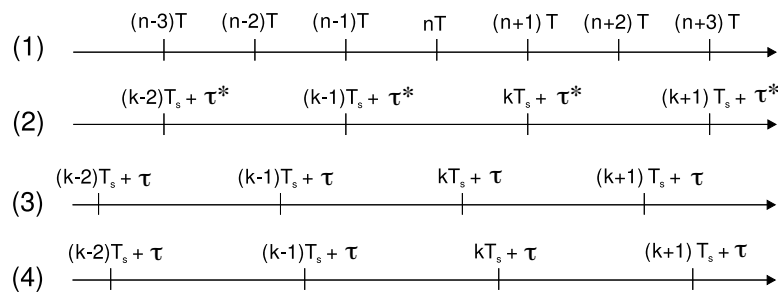 (n-3)T (n-2)T (n-1)T nT (n+1) T (n+2) T (n+3) T
(1)
(k-2)Tₛ + τ* (k-1)Tₛ + τ* kTₛ + τ* (k+1) Tₛ + τ*
(2)
(k-2)Tₛ + τ (k-1)Tₛ + τ kTₛ + τ (k+1) Tₛ + τ
(3)
(k-2)Tₛ + τ (k-1)Tₛ + τ kTₛ + τ (k+1) Tₛ + τ
(4)